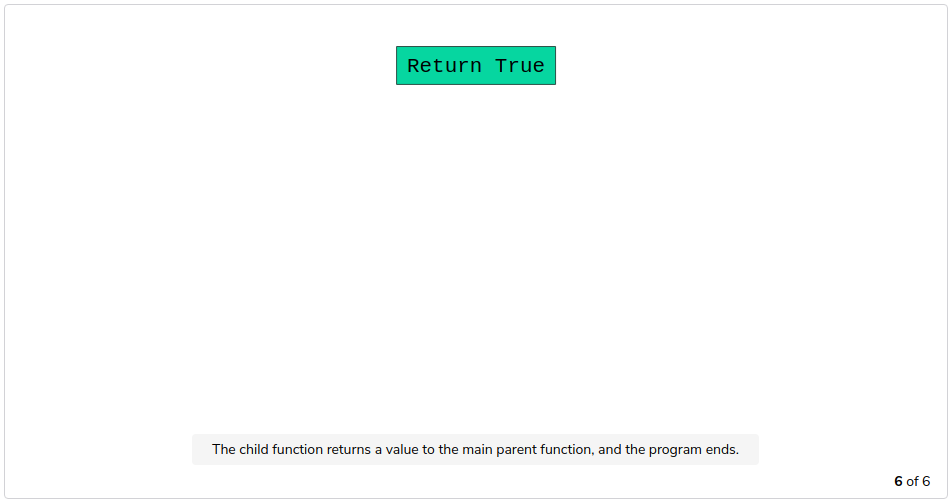 Return True
The child function returns a value to the main parent function, and the program ends.
6 of 6